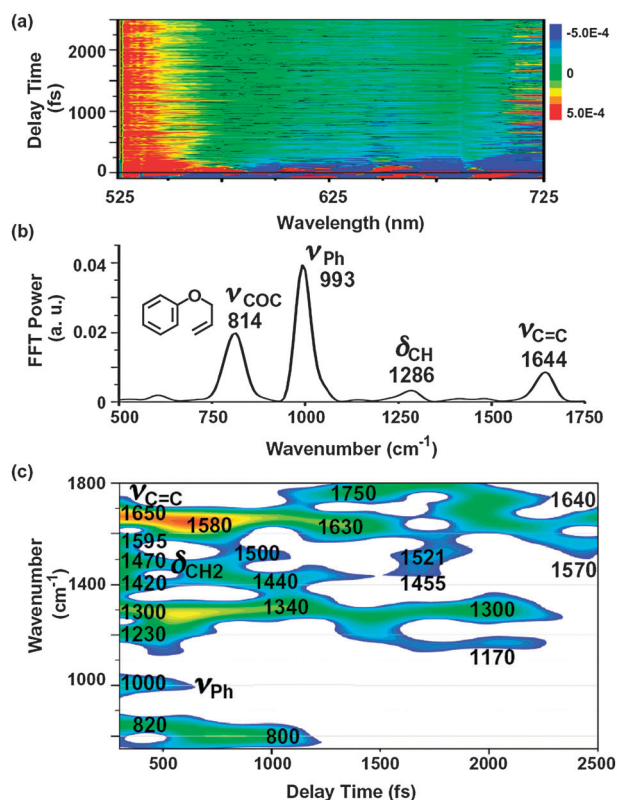 (a)
2500
2000
1000
0
Delay Time
(fs)
-5.0E-4
0
5.0E-4
525
625
725
Wavelength (nm)
(b)
FFT Power
(a. u.)
0.04
0.02
0
O
νCOC
814
νPh
993
δCH
1286
νC=C
1644
500
750
1000
1250
1500
1750
Wavenumber (cm⁻¹)
(c)
Wavenumber
(cm⁻¹)
1800
1400
1000
νC=C
1650
1580
1630
1750
1640
1595
1470
δCH2
1500
1521
1570
1420
1440
1455
1300
1340
1300
1230
1170
1000
νPh
820
800
500
1000
1500
2000
2500
Delay Time (fs)